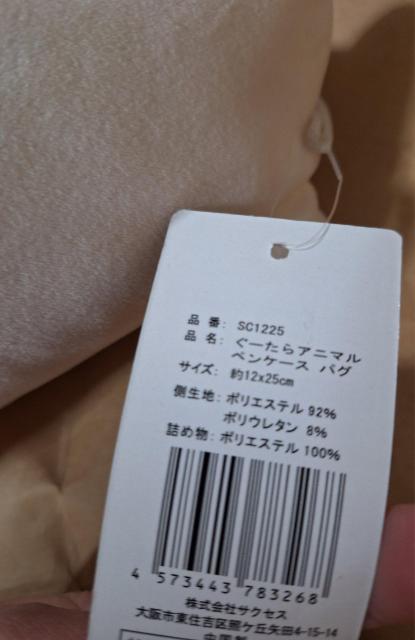 品 番: SC1225
品 名: ぐーたらアニマル
ペンケース パグ
サイズ: 約12x25cm
側生地: ポリエステル 92%
ポリウレタン 8%
詰め物: ポリエステル 100%
4 573443 783268
株式会社サクセス
大阪市東住吉区照ケ丘矢田4-15-14
中国製